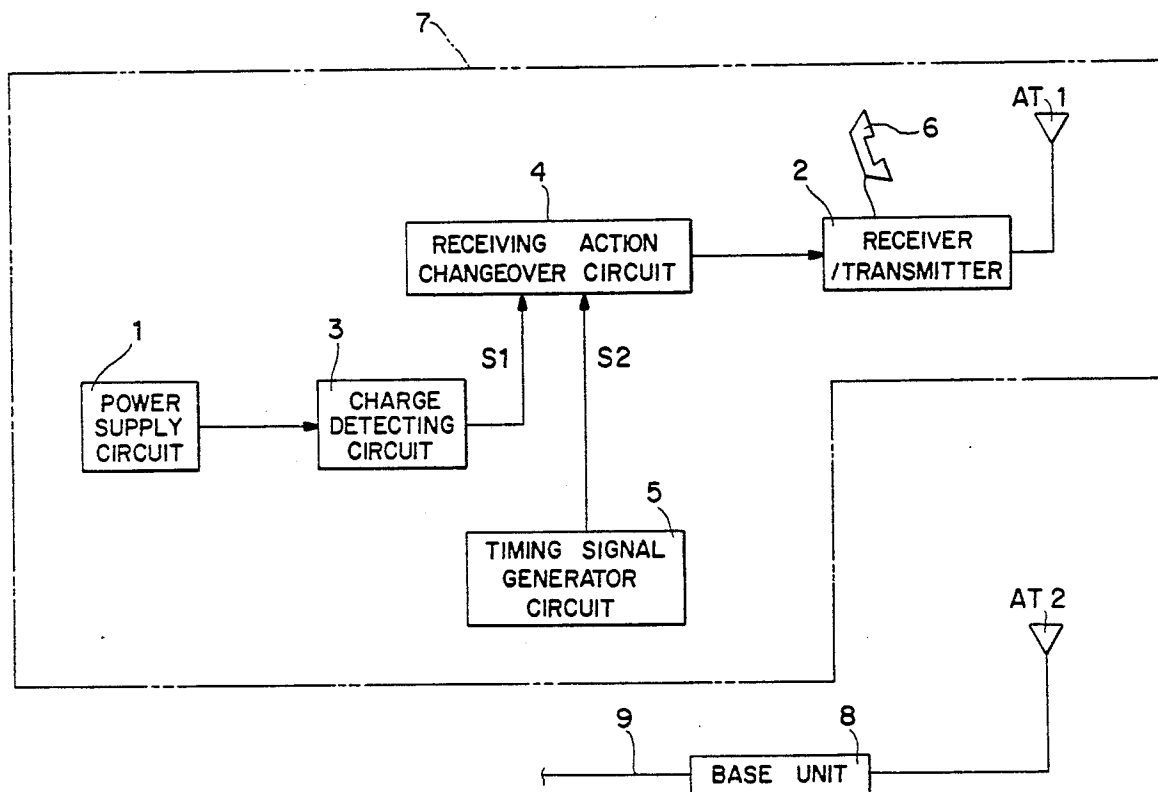 7
AT 1
6
4
2
RECEIVING ACTION
CHANGEOVER CIRCUIT
RECEIVER
/TRANSMITTER
1
3
S1
S2
POWER
SUPPLY
CIRCUIT
CHARGE
DETECTING
CIRCUIT
5
TIMING SIGNAL
GENERATOR
CIRCUIT
AT 2
9
8
BASE UNIT